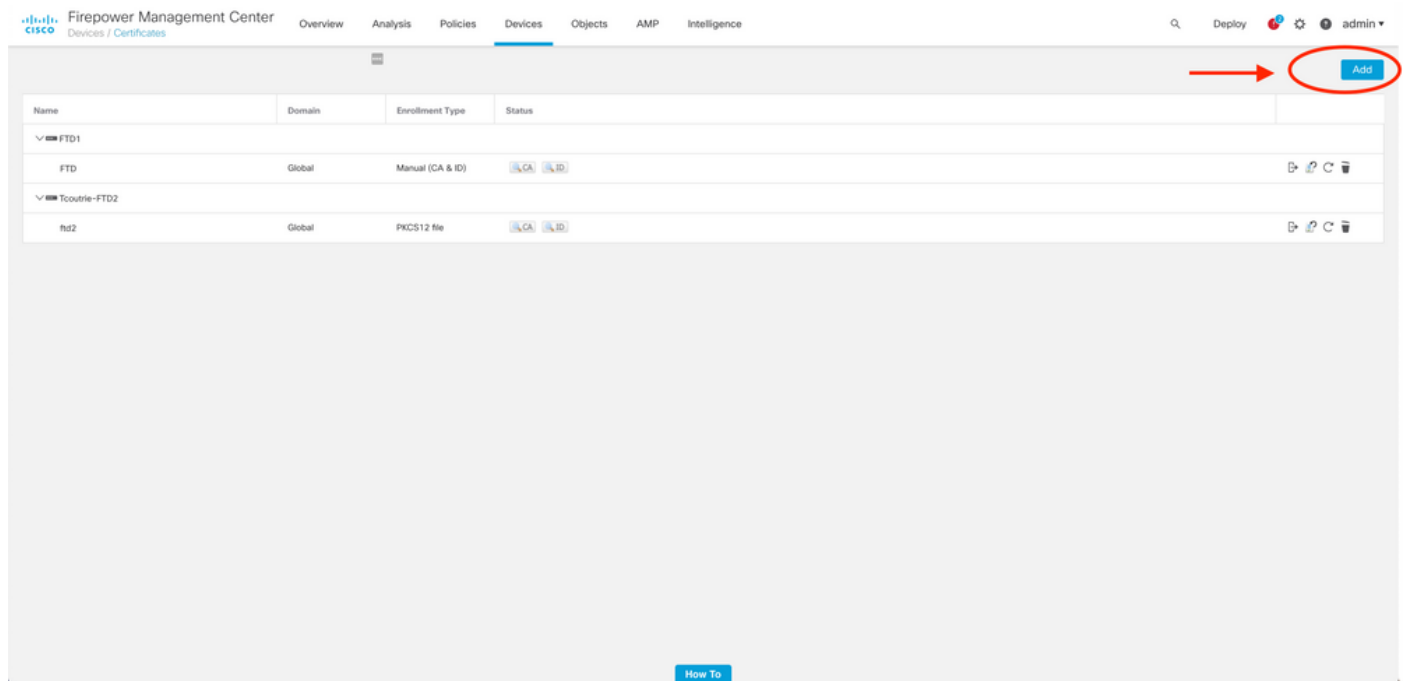 CISCO Firepower Management Center Overview Analysis Policies Devices Objects AMP Intelligence Deploy 2 admin
Devices / Certificates
Add
Name Domain Enrollment Type Status
FTD1
FTD Global Manual (CA & ID) CA ID
Tcoutrie-FTD2
ftd2 Global PKCS12 file CA ID
How To